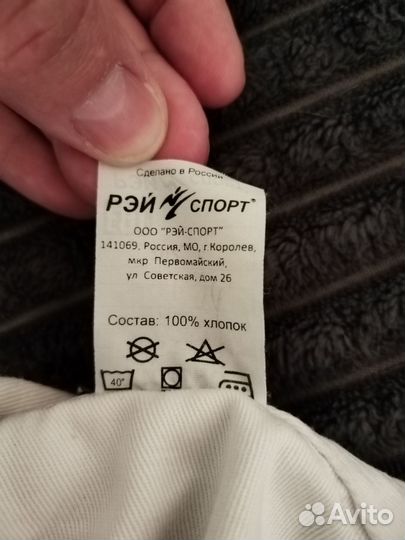 Сделано в России
РЭЙ СПОРТ®
ООО "РЭЙ-СПОРТ"
141069, Россия, МО, г.Королев,
мкр Первомайский,
ул Советская, дом 26
Состав: 100% хлопок
40°
Avito